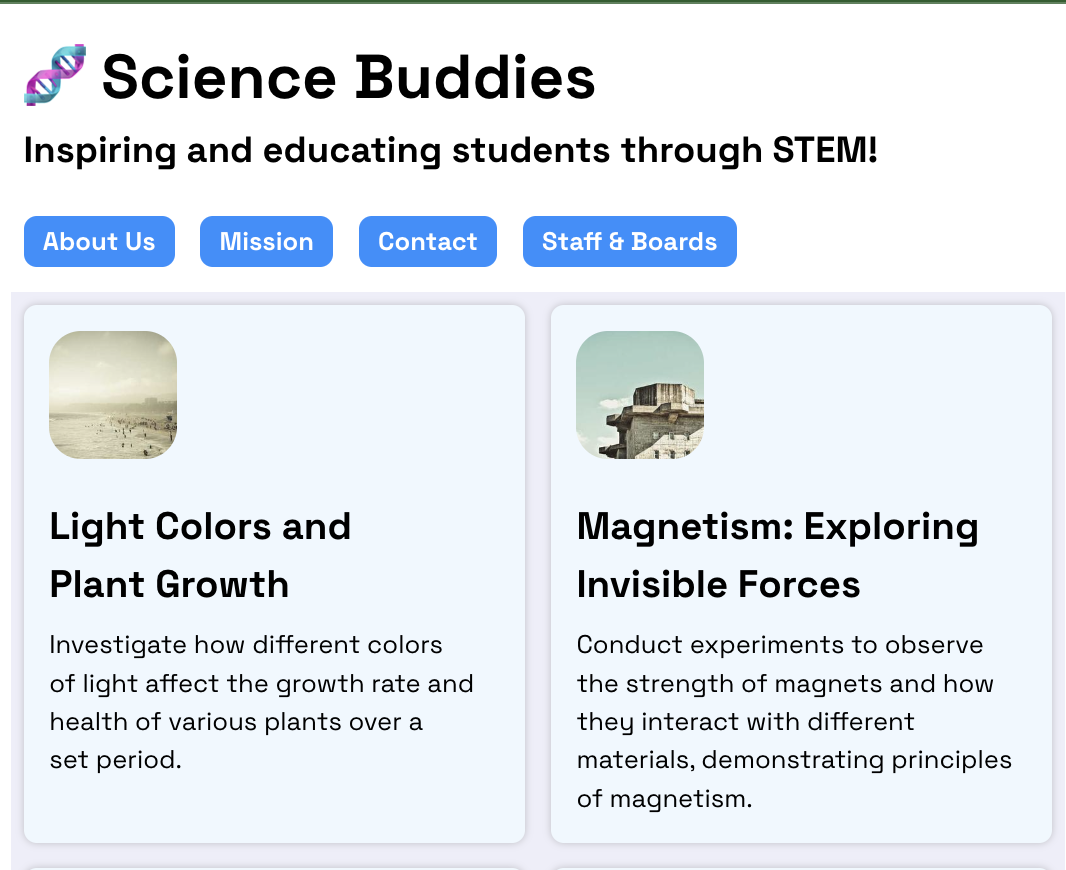 Science Buddies
Inspiring and educating students through STEM!
About Us
Mission
Contact
Staff & Boards
Light Colors and
Plant Growth
Investigate how different colors
of light affect the growth rate and
health of various plants over a
set period.
Magnetism: Exploring
Invisible Forces
Conduct experiments to observe
the strength of magnets and how
they interact with different
materials, demonstrating principles
of magnetism.